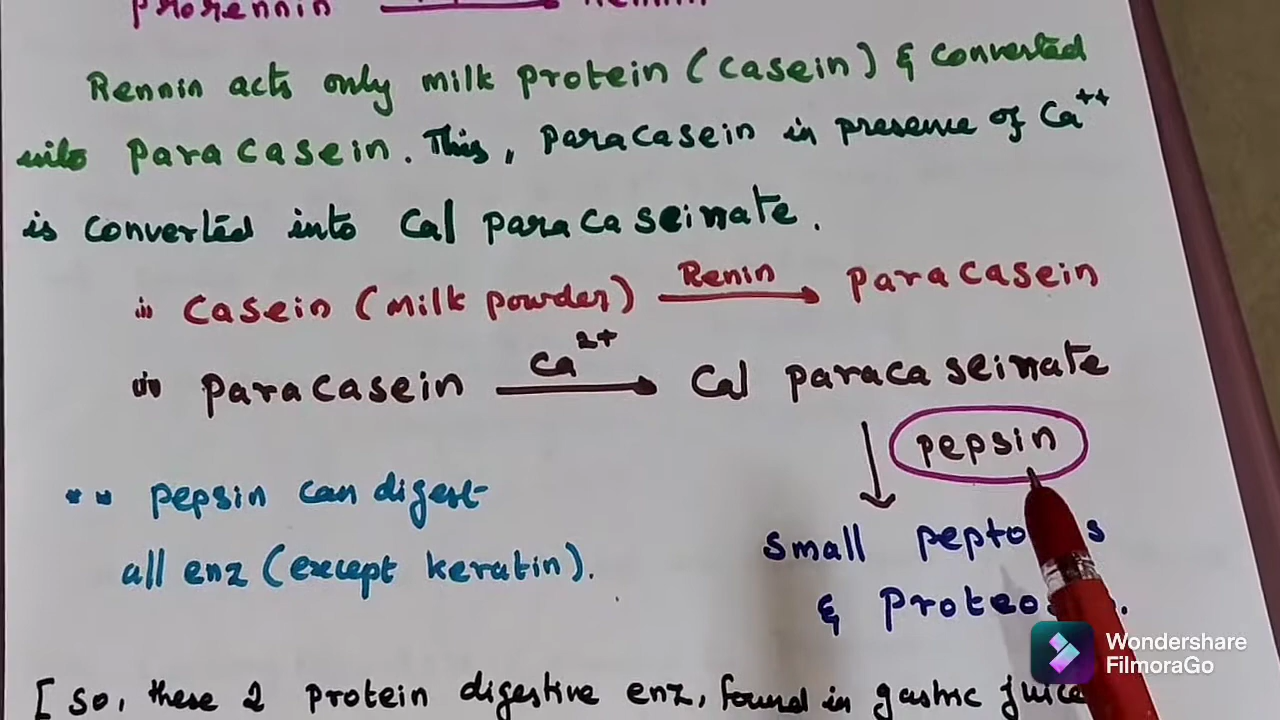 prorennin
Rennin acts only milk protein (casein) & converted
into paracasein. This, paracasein in presence of Ca++
is converted into Cal paracaseinate.
i) Casein (milk powder) Renin paracasein
ii) paracasein Ca2+ Cal paracaseinate
pepsin
** pepsin can digest
small
all enz (except keratin).
&
Wondershare
FilmoraGo
[So, these 2 protein digestive enz, found in gastric juice